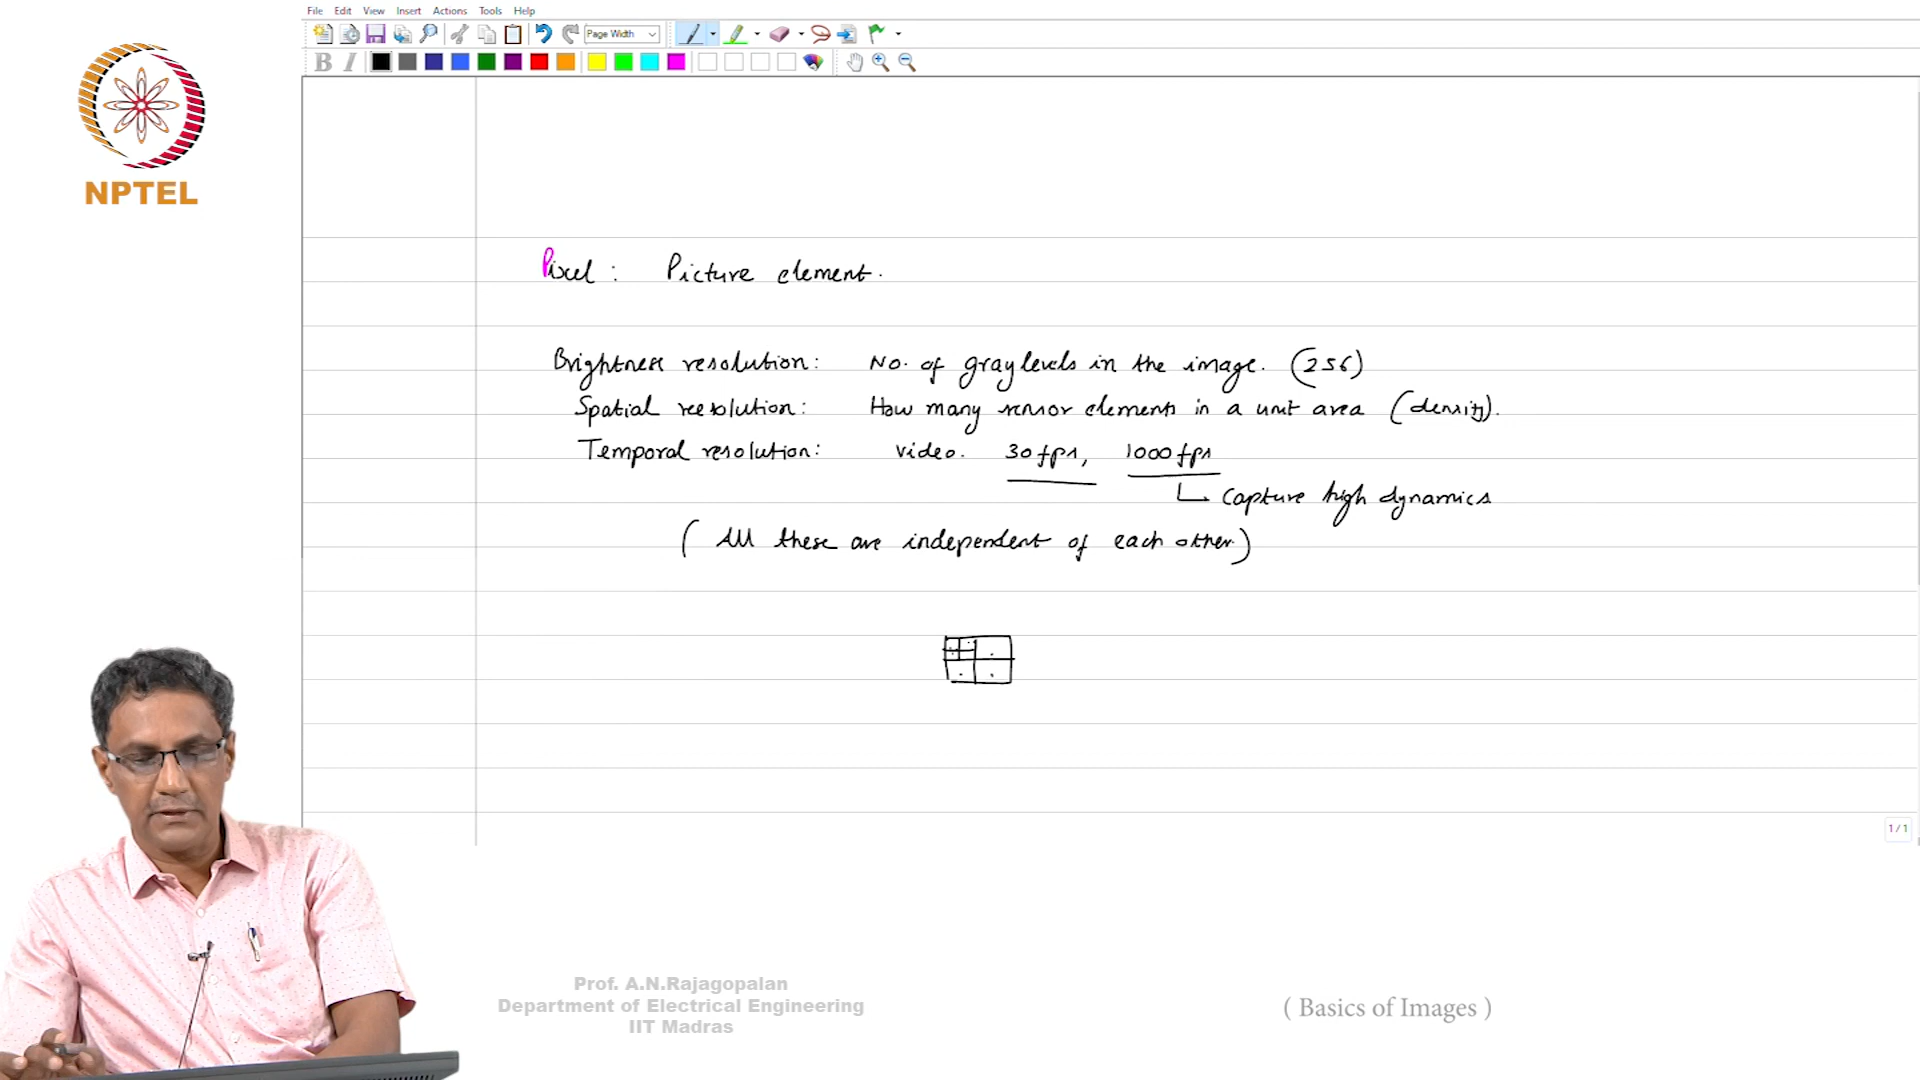 File Edit View Insert Actions Tools Help
Page Width
B I
NPTEL
Pixel : Picture element.
Brightness resolution: No. of gray levels in the image. (256)
Spatial resolution: How many sensor elements in a unit area (density).
Temporal resolution: video. 30 fps, 1000 fps
Capture high dynamics
( All these are independent of each other.)
1 / 1
Prof. A.N.Rajagopalan
Department of Electrical Engineering
IIT Madras
( Basics of Images )